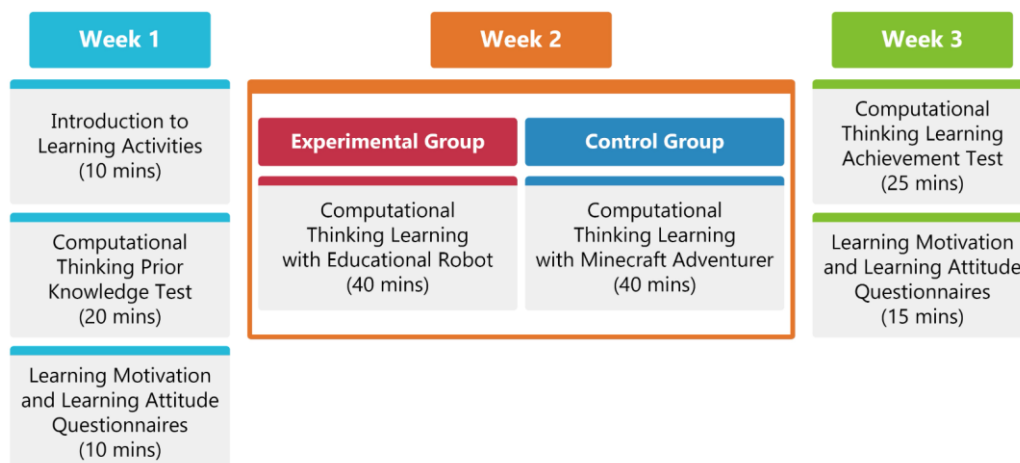 Week 1
Introduction to
Learning Activities
(10 mins)
Computational
Thinking Prior
Knowledge Test
(20 mins)
Learning Motivation
and Learning Attitude
Questionnaires
(10 mins)
Week 2
Experimental Group
Computational
Thinking Learning
with Educational Robot
(40 mins)
Control Group
Computational
Thinking Learning
with Minecraft Adventurer
(40 mins)
Week 3
Computational
Thinking Learning
Achievement Test
(25 mins)
Learning Motivation
and Learning Attitude
Questionnaires
(15 mins)